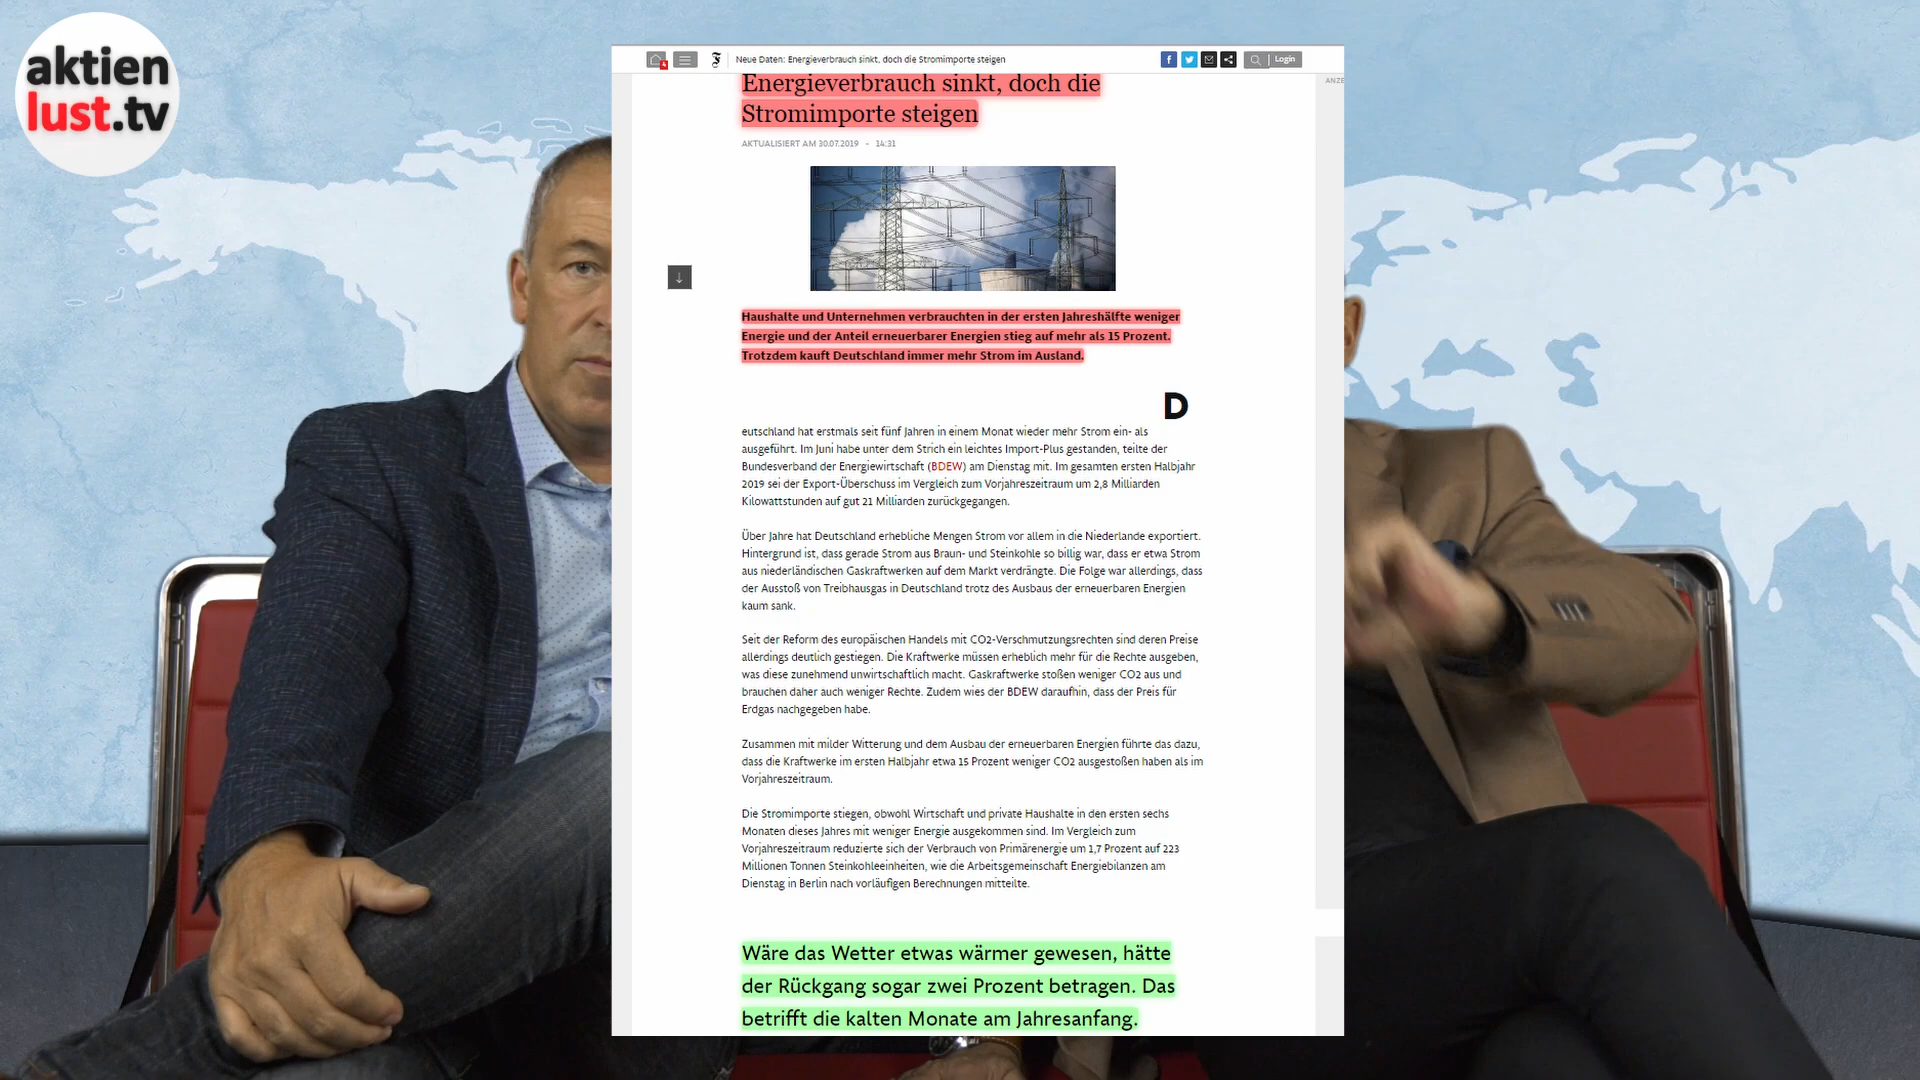 aktien
lust.tv
Neue Daten: Energieverbrauch sinkt, doch die Stromimporte steigen
Login
ANZE
Energieverbrauch sinkt, doch die
Stromimporte steigen
AKTUALISIERT AM 30.07.2019 - 14:31
Haushalte und Unternehmen verbrauchten in der ersten Jahreshälfte weniger
Energie und der Anteil erneuerbarer Energien stieg auf mehr als 15 Prozent.
Trotzdem kauft Deutschland immer mehr Strom im Ausland.
D
eutschland hat erstmals seit fünf Jahren in einem Monat wieder mehr Strom ein- als
ausgeführt. Im Juni habe unter dem Strich ein leichtes Import-Plus gestanden, teilte der
Bundesverband der Energiewirtschaft (BDEW) am Dienstag mit. Im gesamten ersten Halbjahr
2019 sei der Export-Überschuss im Vergleich zum Vorjahreszeitraum um 2,8 Milliarden
Kilowattstunden auf gut 21 Milliarden zurückgegangen.
Über Jahre hat Deutschland erhebliche Mengen Strom vor allem in die Niederlande exportiert.
Hintergrund ist, dass gerade Strom aus Braun- und Steinkohle so billig war, dass er etwa Strom
aus niederländischen Gaskraftwerken auf dem Markt verdrängte. Die Folge war allerdings, dass
der Ausstoß von Treibhausgas in Deutschland trotz des Ausbaus der erneuerbaren Energien
kaum sank.
Seit der Reform des europäischen Handels mit CO2-Verschmutzungsrechten sind deren Preise
allerdings deutlich gestiegen. Die Kraftwerke müssen erheblich mehr für die Rechte ausgeben,
was diese zunehmend unwirtschaftlich macht. Gaskraftwerke stoßen weniger CO2 aus und
brauchen daher auch weniger Rechte. Zudem wies der BDEW daraufhin, dass der Preis für
Erdgas nachgegeben habe.
Zusammen mit milder Witterung und dem Ausbau der erneuerbaren Energien führte das dazu,
dass die Kraftwerke im ersten Halbjahr etwa 15 Prozent weniger CO2 ausgestoßen haben als im
Vorjahreszeitraum.
Die Stromimporte stiegen, obwohl Wirtschaft und private Haushalte in den ersten sechs
Monaten dieses Jahres mit weniger Energie ausgekommen sind. Im Vergleich zum
Vorjahreszeitraum reduzierte sich der Verbrauch von Primärenergie um 1,7 Prozent auf 223
Millionen Tonnen Steinkohleeinheiten, wie die Arbeitsgemeinschaft Energiebilanzen am
Dienstag in Berlin nach vorläufigen Berechnungen mitteilte.
Wäre das Wetter etwas wärmer gewesen, hätte
der Rückgang sogar zwei Prozent betragen. Das
betrifft die kalten Monate am Jahresanfang.